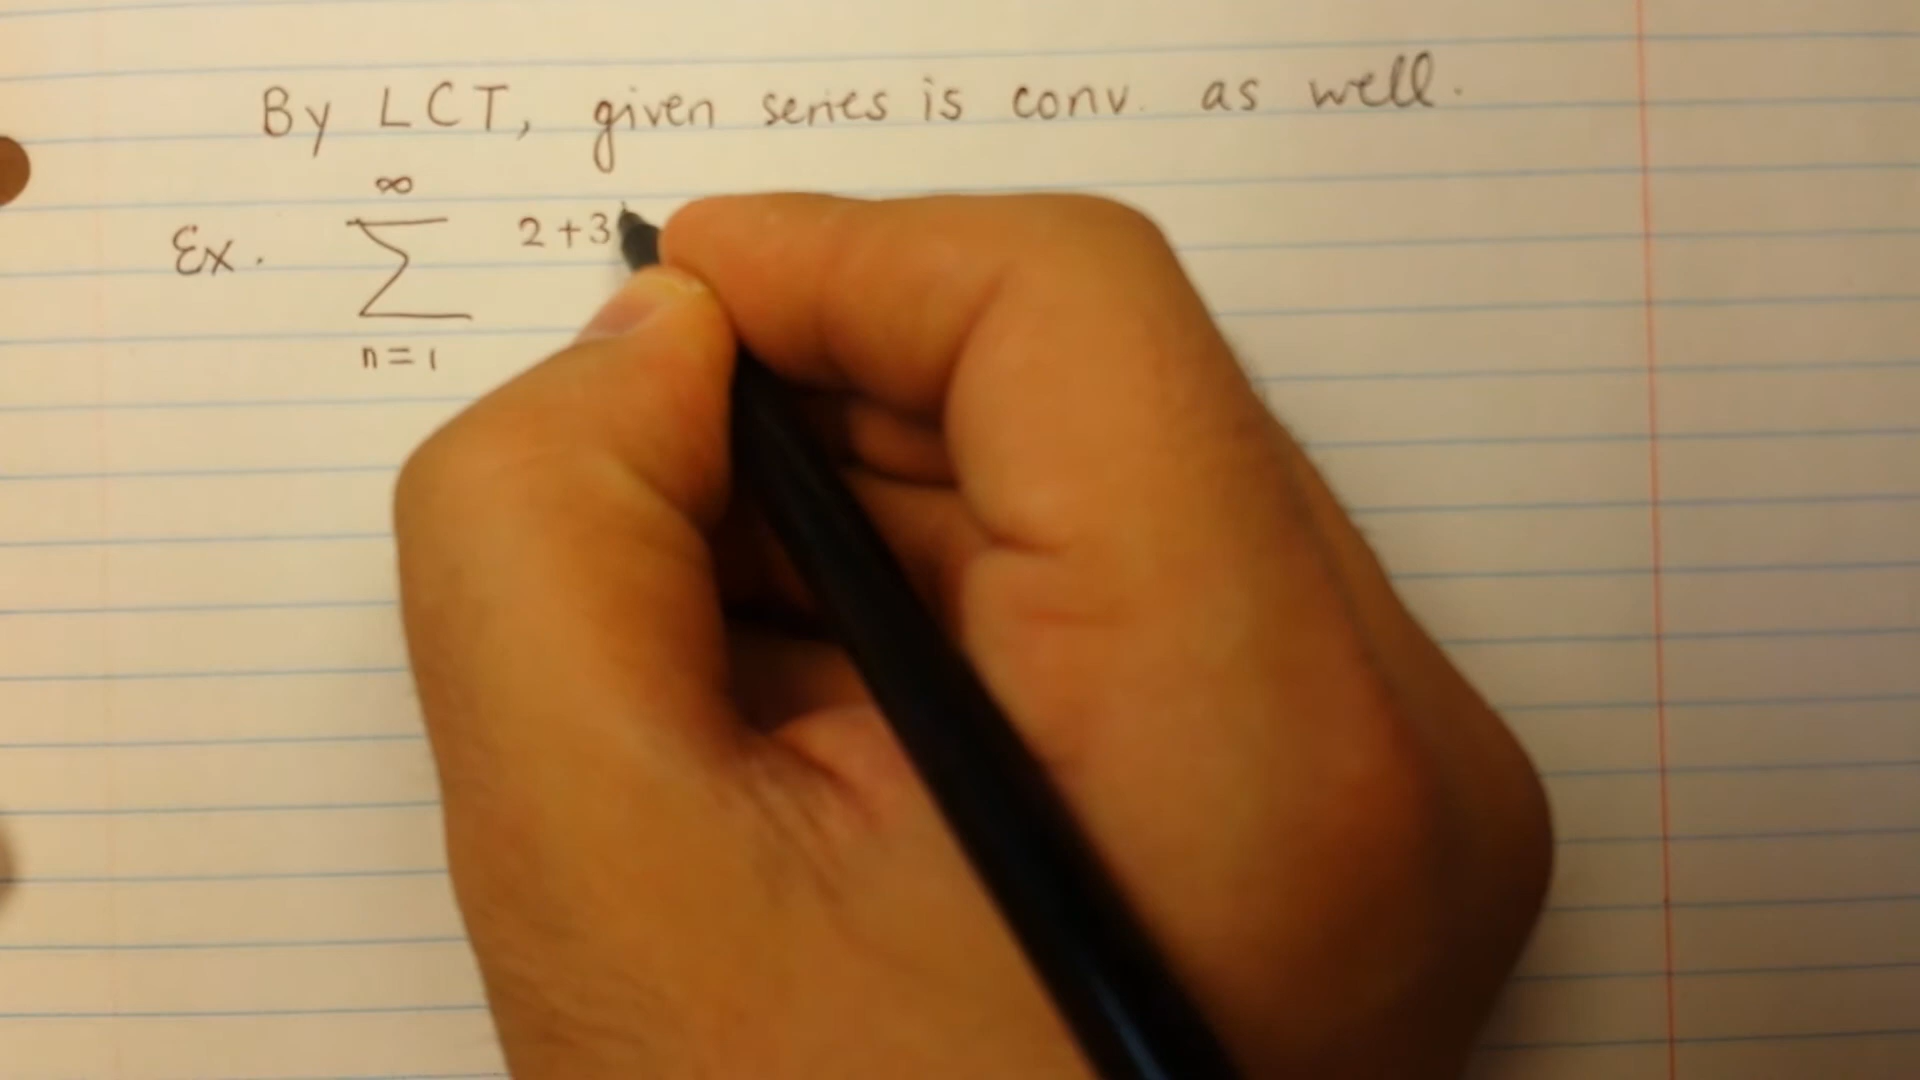 By LCT, given series is conv. as well.
Ex. ∞ ∑ n=1 2+3